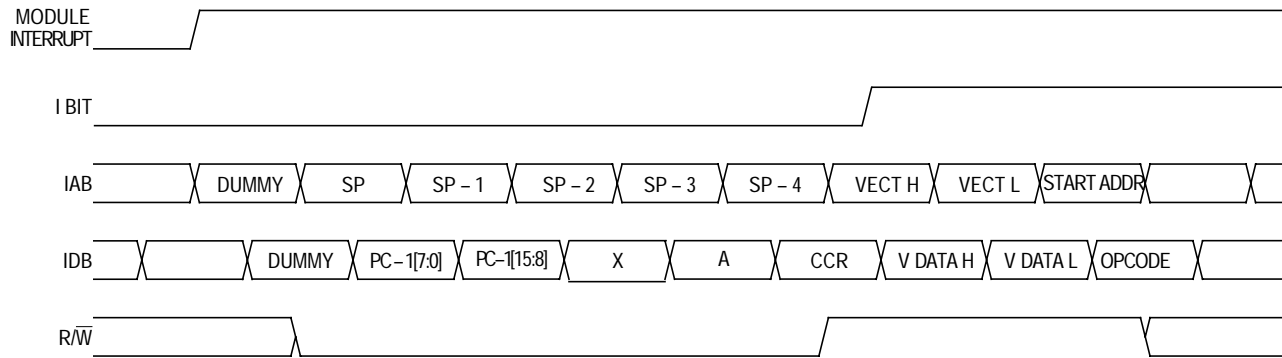 MODULE
INTERRUPT
I BIT
IAB DUMMY SP SP – 1 SP – 2 SP – 3 SP – 4 VECT H VECT L START ADDR
IDB DUMMY PC – 1[7:0] PC–1[15:8] X A CCR V DATA H V DATA L OPCODE
R/W̅